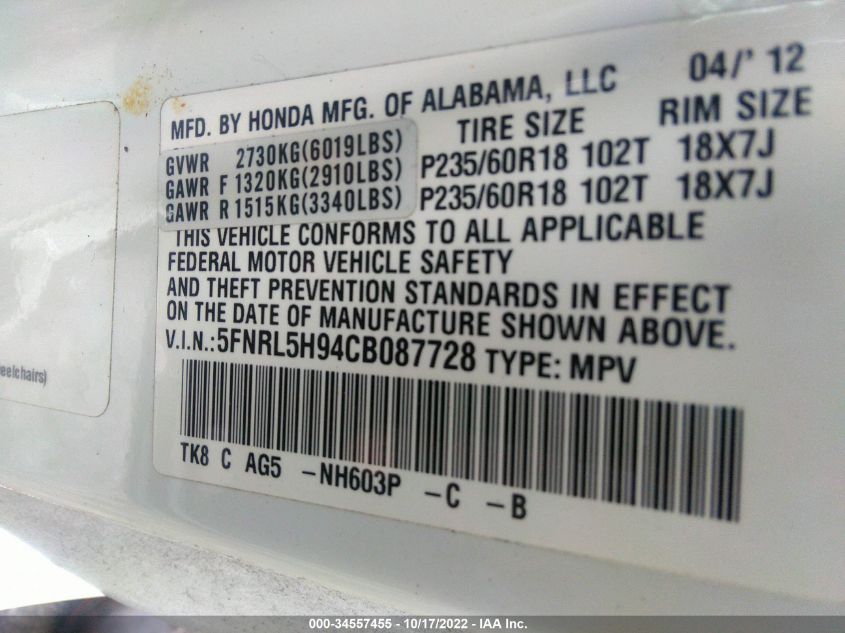 04/' 12
MFD. BY HONDA MFG. OF ALABAMA, LLC
TIRE SIZE RIM SIZE
GVWR 2730KG(6019LBS)
GAWR F 1320KG(2910LBS) P235/60R18 102T 18X7J
GAWR R 1515KG(3340LBS) P235/60R18 102T 18X7J
THIS VEHICLE CONFORMS TO ALL APPLICABLE
FEDERAL MOTOR VEHICLE SAFETY
AND THEFT PREVENTION STANDARDS IN EFFECT
ON THE DATE OF MANUFACTURE SHOWN ABOVE.
V.I.N.: 5FNRL5H94CB087728 TYPE: MPV
TK8 C AG5 -NH603P -C -B
eelchairs)
000-34557455 - 10/17/2022 - IAA Inc.